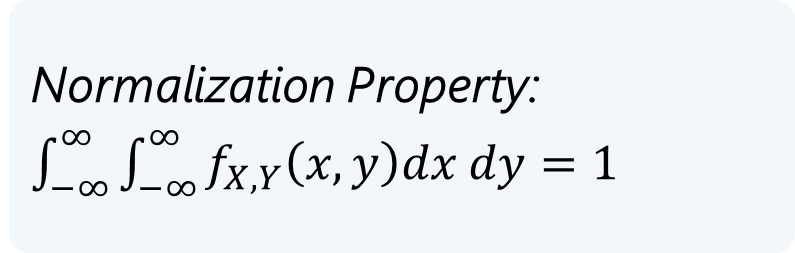 Normalization Property:
∫_{-∞}^{∞} ∫_{-∞}^{∞} f_{X,Y}(x, y)dx dy = 1